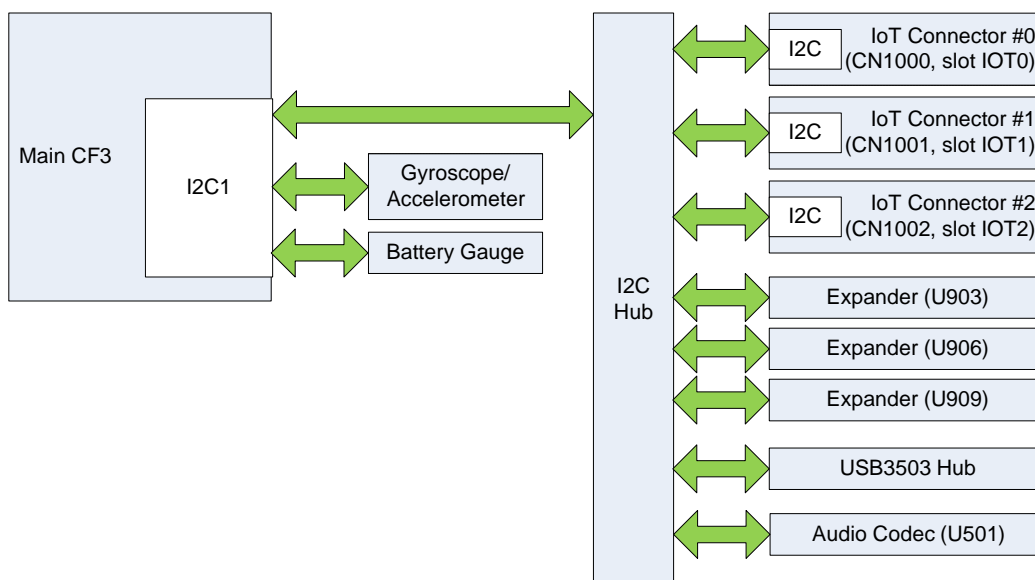 Main CF3
I2C1
Gyroscope/
Accelerometer
Battery Gauge
I2C
Hub
I2C
IoT Connector #0
(CN1000, slot IOT0)
I2C
IoT Connector #1
(CN1001, slot IOT1)
I2C
IoT Connector #2
(CN1002, slot IOT2)
Expander (U903)
Expander (U906)
Expander (U909)
USB3503 Hub
Audio Codec (U501)